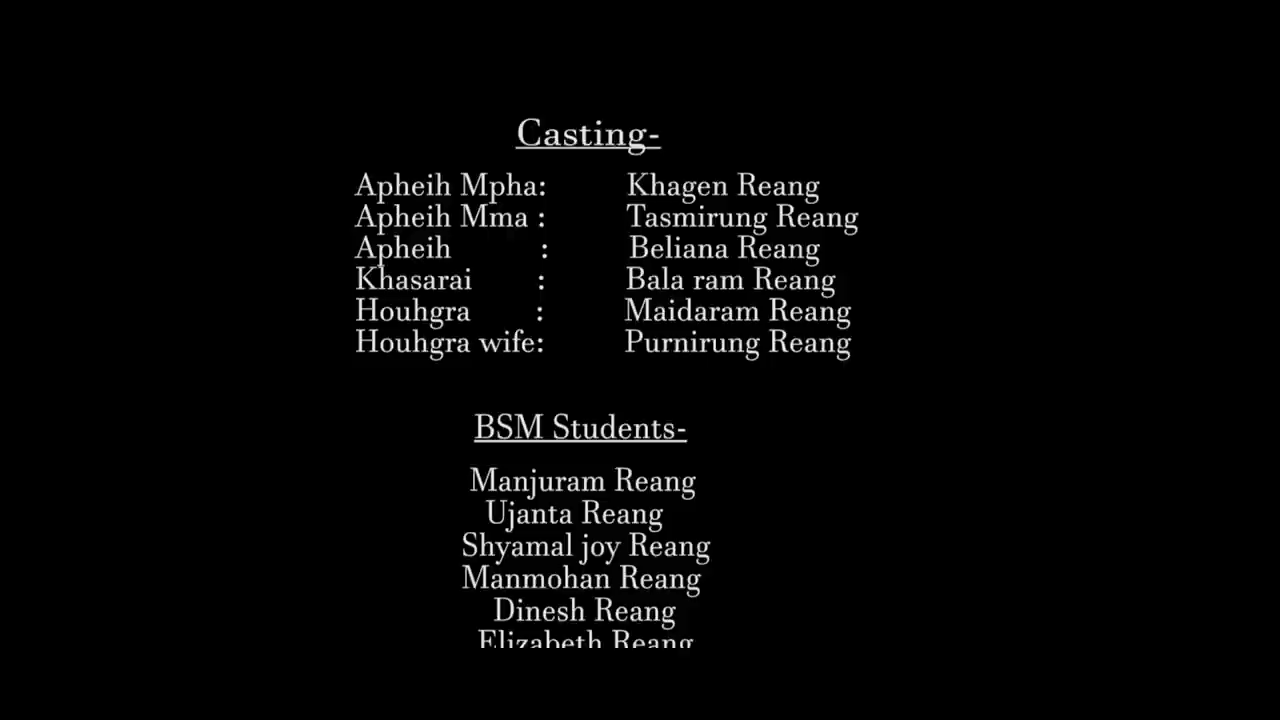 Casting-
Apheih Mpha: Khagen Reang
Apheih Mma : Tasmirung Reang
Apheih : Beliana Reang
Khasarai : Bala ram Reang
Houhgra : Maidaram Reang
Houhgra wife: Purnirung Reang
BSM Students-
Manjuram Reang
Ujanta Reang
Shyamal joy Reang
Manmohan Reang
Dinesh Reang
Elizabeth Reang